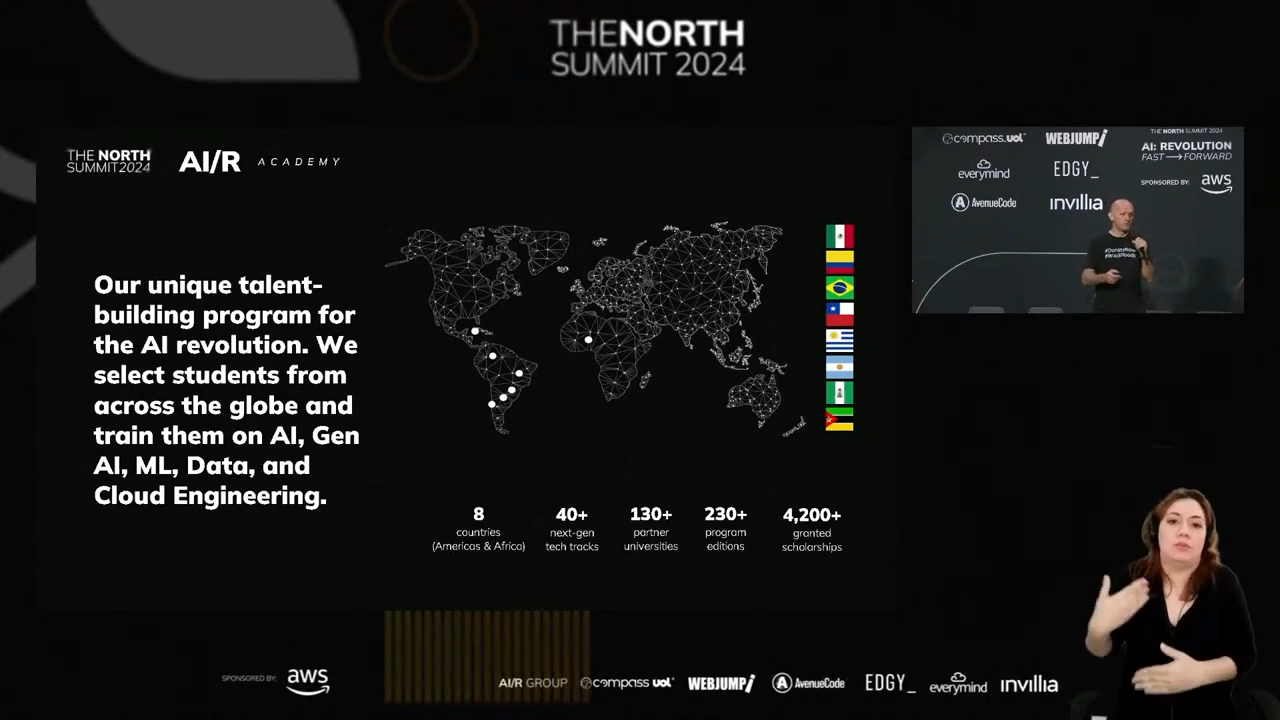 THENORTH
SUMMIT 2024
THE NORTH
SUMMIT2024
AI/R ACADEMY
Our unique talent-
building program for
the AI revolution. We
select students from
across the globe and
train them on AI, Gen
AI, ML, Data, and
Cloud Engineering.
8
countries
(Americas & Africa)
40+
next-gen
tech tracks
130+
partner
universities
230+
program
editions
4,200+
granted
scholarships
compass.uol
WEBJUMP
THE NORTH SUMMIT 2024
AI: REVOLUTION
FAST FORWARD
everymind
EDGY_
SPONSORED BY: aws
AvenueCode
invillia
SPONSORED BY: aws
AI/R GROUP
compass uol
WEBJUMP
AvenueCode
EDGY_
everymind
invillia